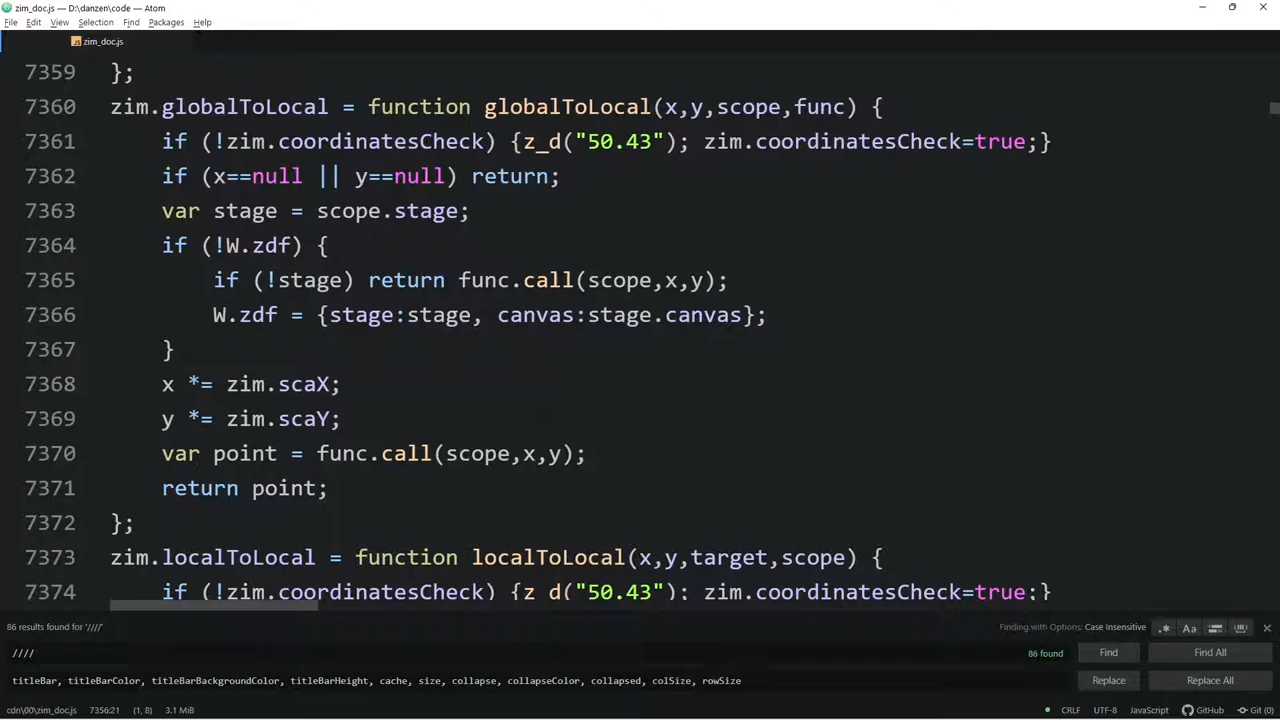 zim_doc.js — D:\danzen\code — Atom
File Edit View Selection Find Packages Help
zim_doc.js
7359 };
7360 zim.globalToLocal = function globalToLocal(x,y,scope,func) {
7361 if (!zim.coordinatesCheck) {z_d("50.43"); zim.coordinatesCheck=true;}
7362 if (x==null || y==null) return;
7363 var stage = scope.stage;
7364 if (!W.zdf) {
7365 if (!stage) return func.call(scope,x,y);
7366 W.zdf = {stage:stage, canvas:stage.canvas};
7367 }
7368 x *= zim.scaX;
7369 y *= zim.scaY;
7370 var point = func.call(scope,x,y);
7371 return point;
7372 };
7373 zim.localToLocal = function localToLocal(x,y,target,scope) {
7374 if (!zim.coordinatesCheck) {z_d("50.43"); zim.coordinatesCheck=true;}
86 results found for '////' Finding with Options: Case Insensitive .* Aa
//// 86 found Find Find All
titleBar, titleBarColor, titleBarBackgroundColor, titleBarHeight, cache, size, collapse, collapseColor, collapsed, colSize, rowSize Replace Replace All
cdn\00\zim_doc.js 7356:21 (1, 8) 3.1 MiB CRLF UTF-8 JavaScript GitHub Git (0)